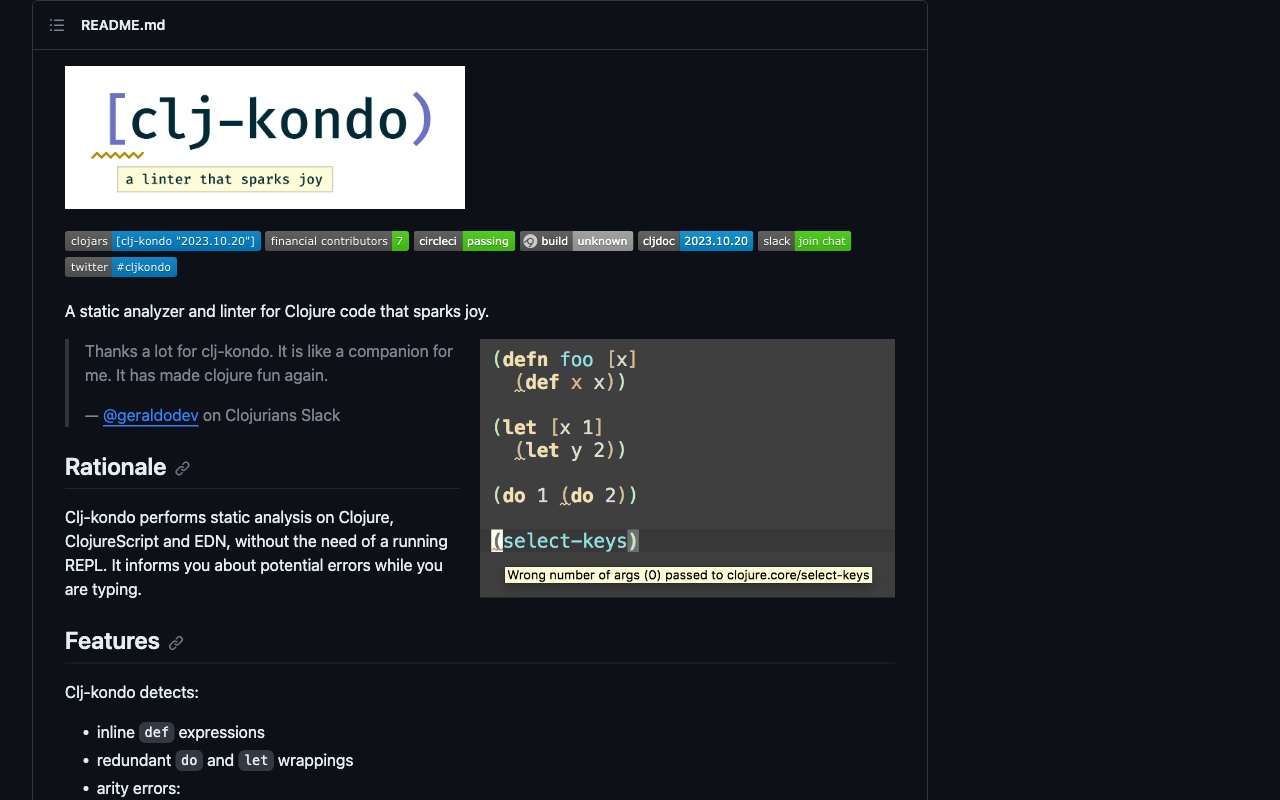 README.md
[clj-kondo)
a linter that sparks joy
clojars [clj-kondo "2023.10.20"] financial contributors 7 circleci passing build unknown cljdoc 2023.10.20 slack join chat
twitter #cljkondo
A static analyzer and linter for Clojure code that sparks joy.
Thanks a lot for clj-kondo. It is like a companion for
me. It has made clojure fun again.
— @geraldodev on Clojurians Slack
(defn foo [x]
  (def x x))
(let [x 1]
  (let y 2))
(do 1 (do 2))
(select-keys)
Wrong number of args (0) passed to clojure.core/select-keys
Rationale
Clj-kondo performs static analysis on Clojure,
ClojureScript and EDN, without the need of a running
REPL. It informs you about potential errors while you
are typing.
Features
Clj-kondo detects:
• inline def expressions
• redundant do and let wrappings
• arity errors: